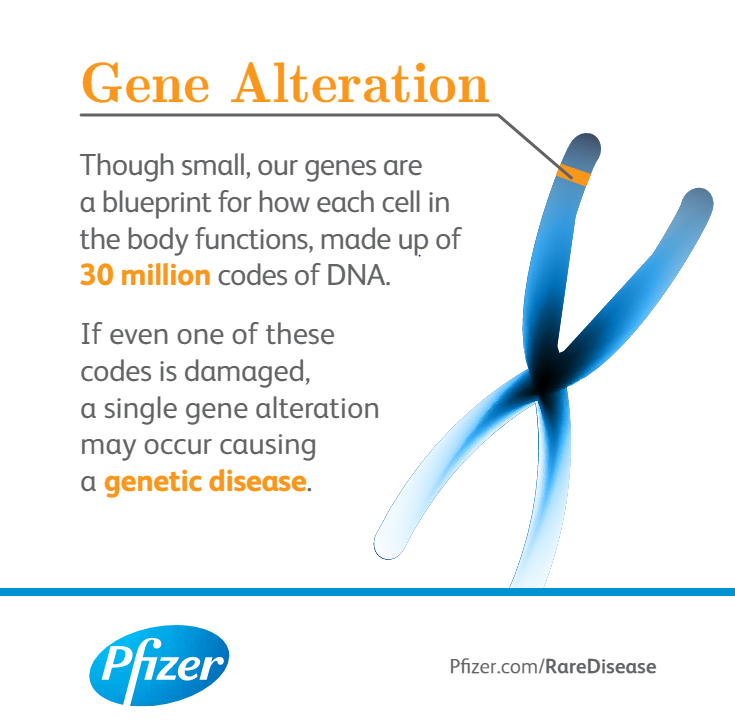 Gene Alteration
Though small, our genes are
a blueprint for how each cell in
the body functions, made up of
30 million codes of DNA.
If even one of these
codes is damaged,
a single gene alteration
may occur causing
a genetic disease.
Pfizer
Pfizer.com/RareDisease